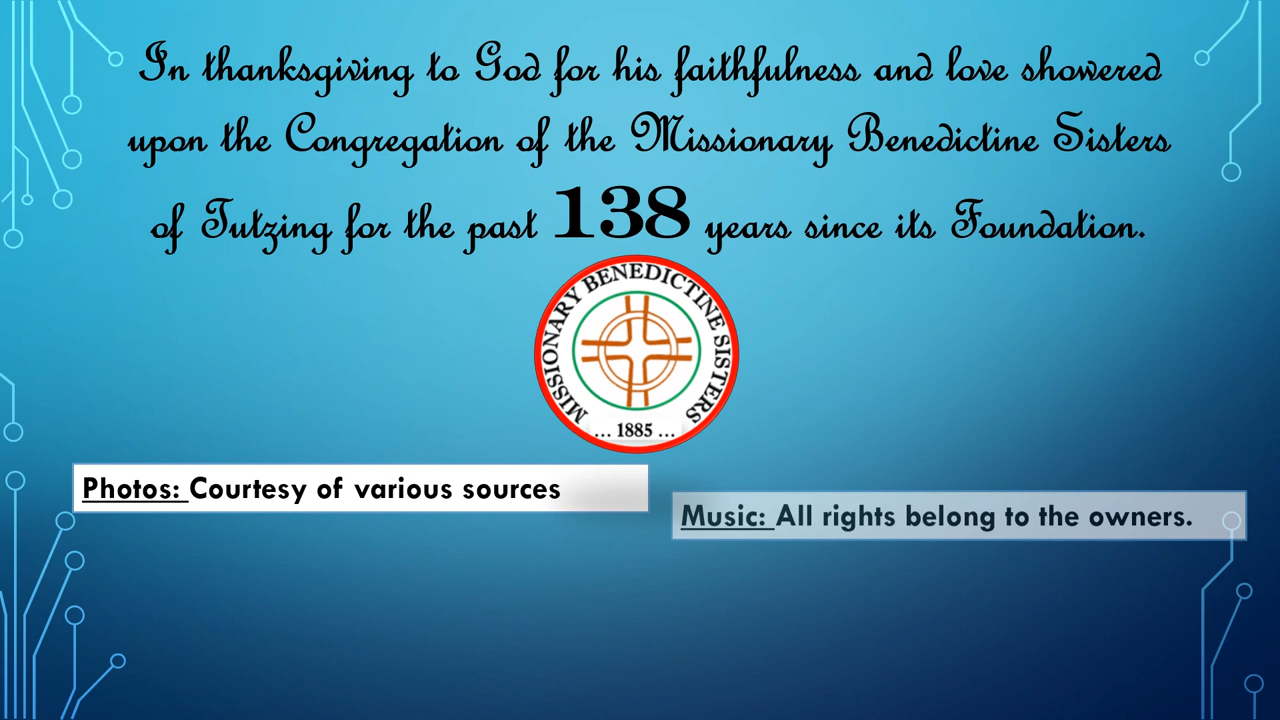 In thanksgiving to God for his faithfulness and love showered
upon the Congregation of the Missionary Benedictine Sisters
of Tutzing for the past 138 years since its Foundation.
MISSIONARY BENEDICTINE SISTERS
... 1885 ...
Photos: Courtesy of various sources
Music: All rights belong to the owners.